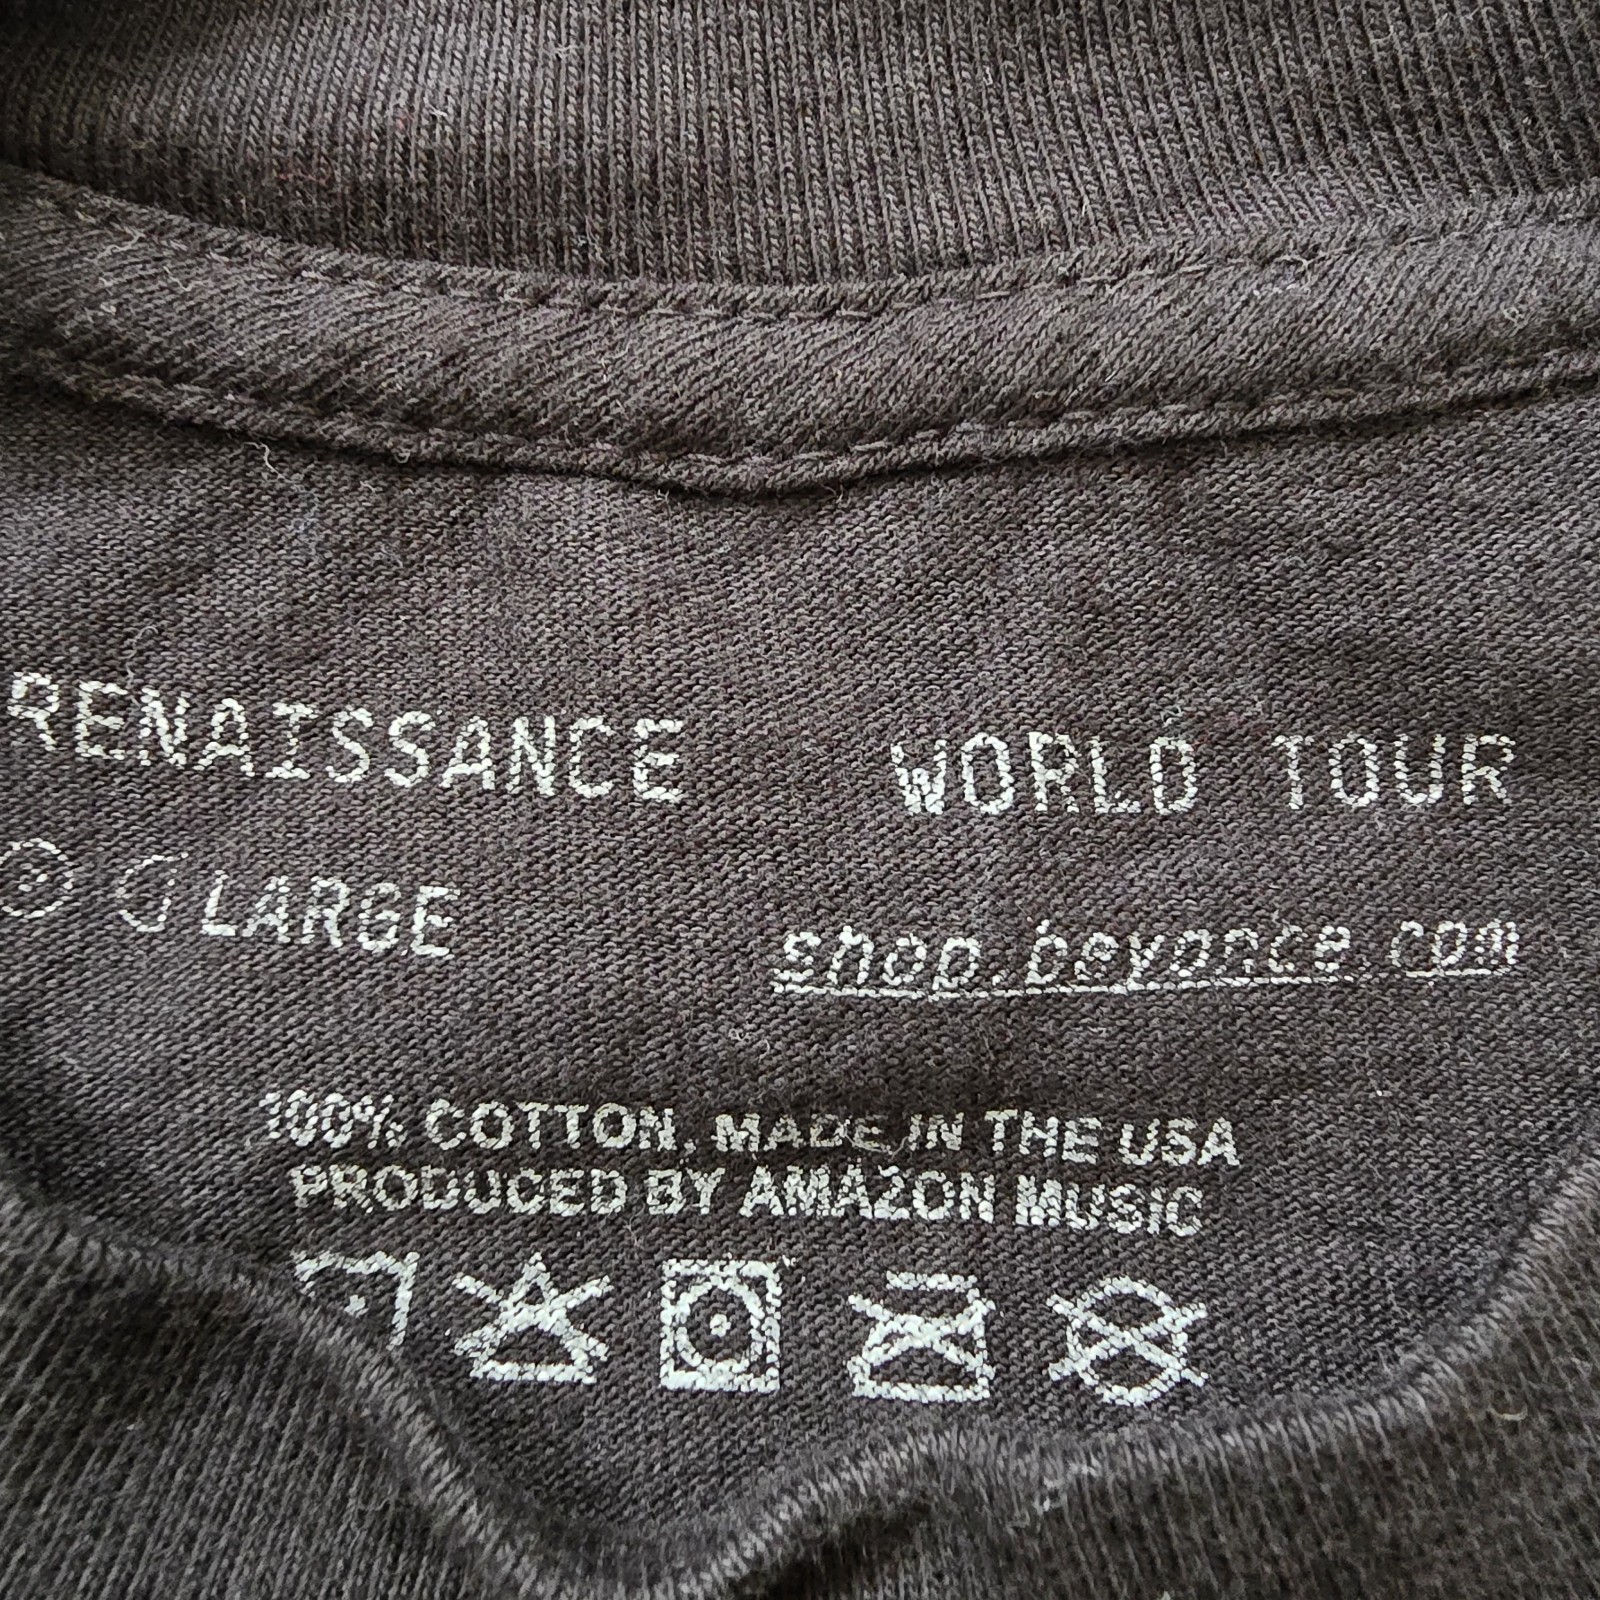 RENAISSANCE WORLD TOUR
LARGE
shop.beyonce.com
100% COTTON, MADE IN THE USA
PRODUCED BY AMAZON MUSIC